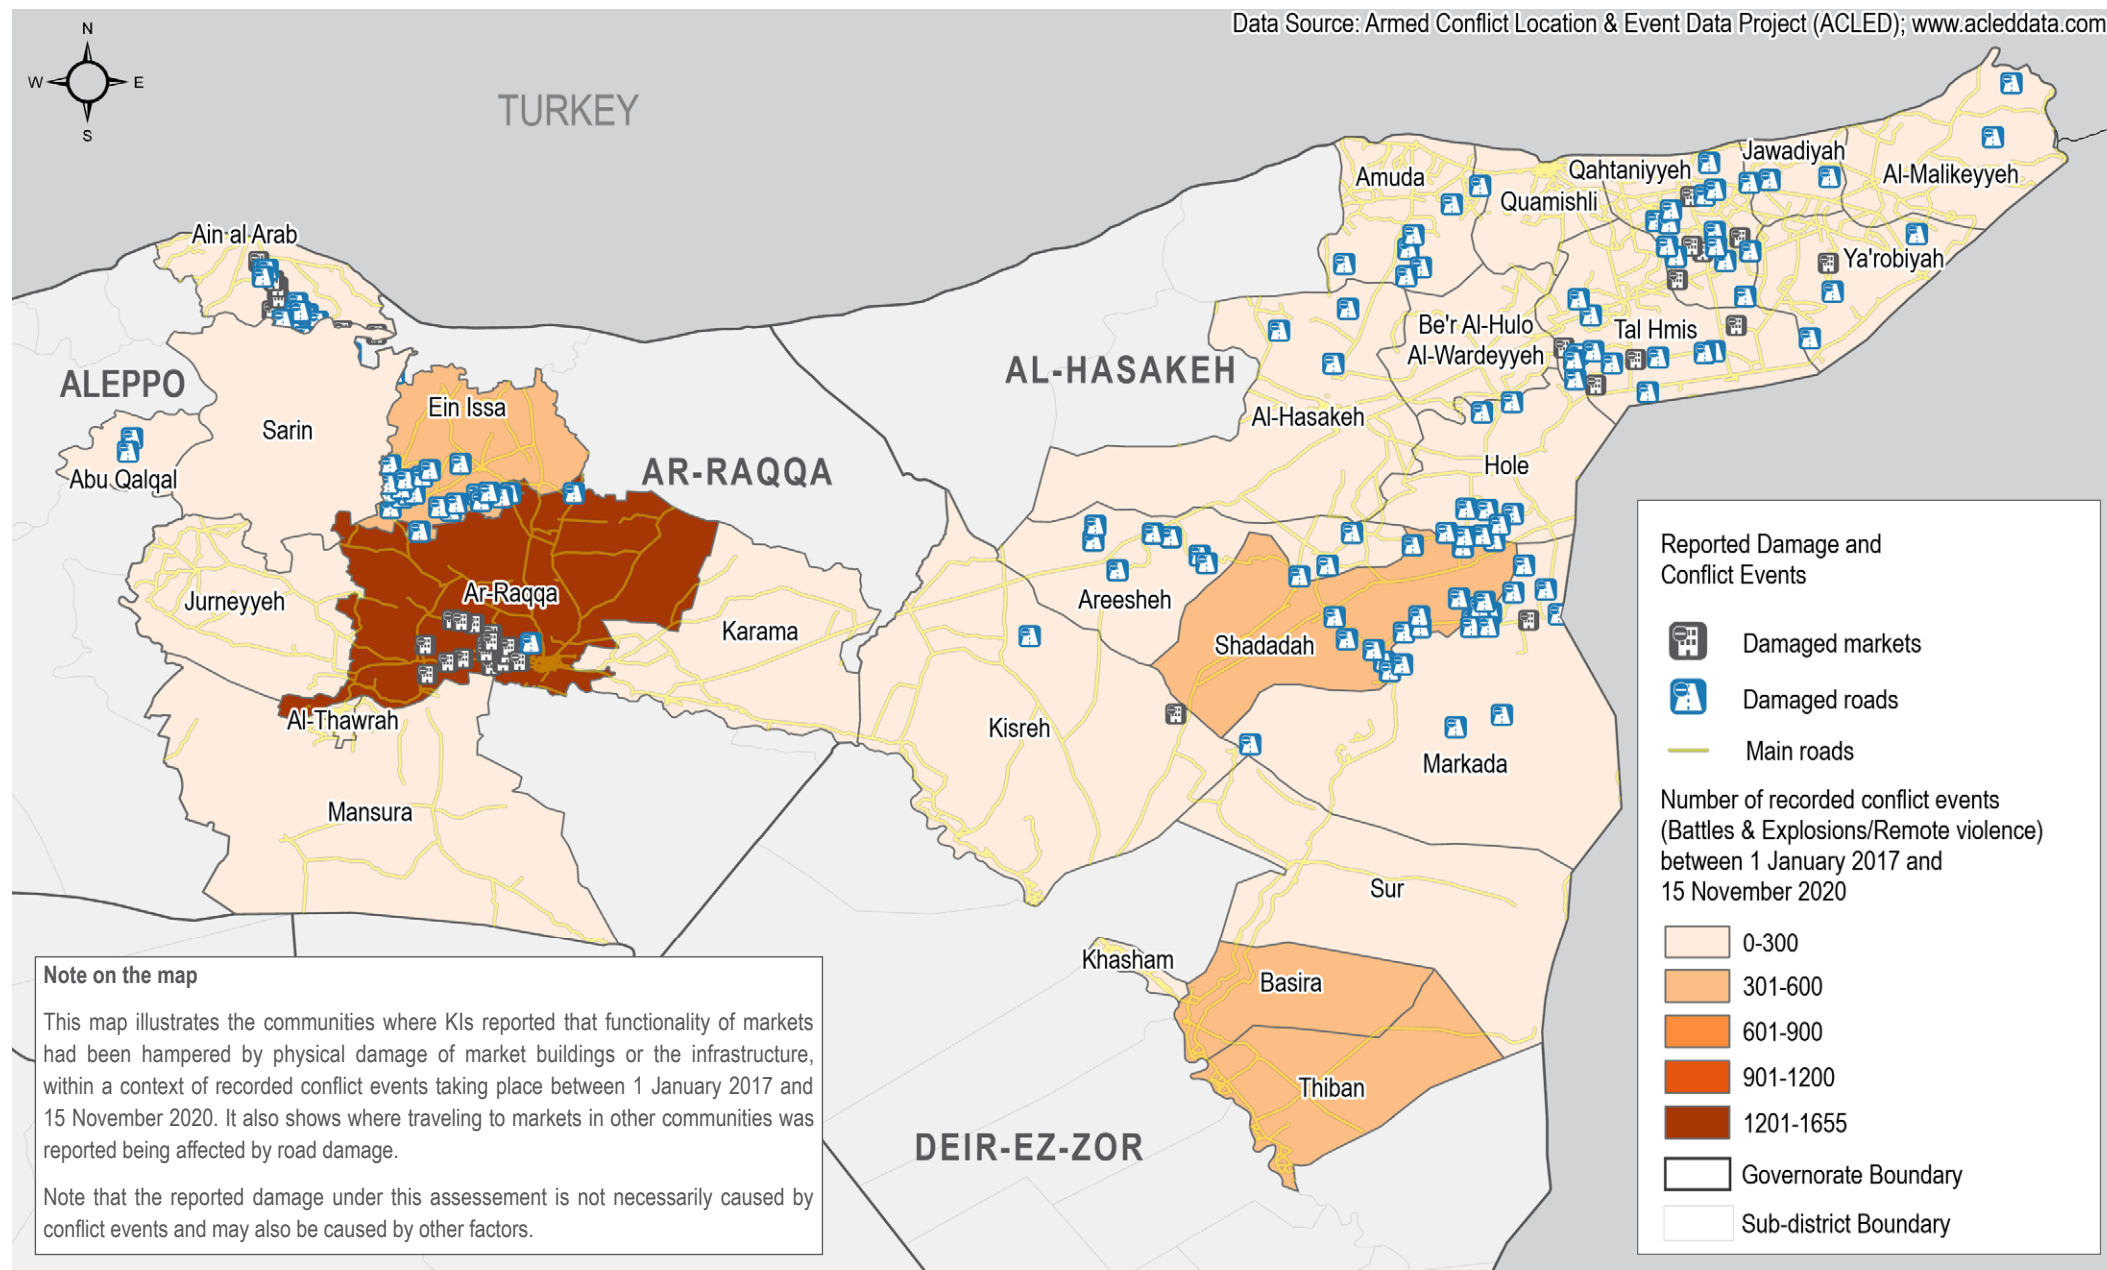 Data Source: Armed Conflict Location & Event Data Project (ACLED); www.acleddata.com
N
W
E
S
TURKEY
Ain al Arab
ALEPPO
Sarin
Abu Qalqal
Ein Issa
AR-RAQQA
Jurneyyeh
Ar-Raqqa
Karama
Al-Thawrah
Mansura
AL-HASAKEH
Amuda
Quamishli
Qahtaniyyeh
Jawadiyah
Al-Malikeyyeh
Ya'robiyah
Be'r Al-Hulo
Al-Wardeyyeh
Tal Hmis
Al-Hasakeh
Hole
Areesheh
Shadadah
Kisreh
Markada
Sur
Khasham
Basira
Thiban
DEIR-EZ-ZOR
Reported Damage and
Conflict Events
Damaged markets
Damaged roads
Main roads
Number of recorded conflict events
(Battles & Explosions/Remote violence)
between 1 January 2017 and
15 November 2020
0-300
301-600
601-900
901-1200
1201-1655
Governorate Boundary
Sub-district Boundary
Note on the map
This map illustrates the communities where KIs reported that functionality of markets
had been hampered by physical damage of market buildings or the infrastructure,
within a context of recorded conflict events taking place between 1 January 2017 and
15 November 2020. It also shows where traveling to markets in other communities was
reported being affected by road damage.
Note that the reported damage under this assessement is not necessarily caused by
conflict events and may also be caused by other factors.